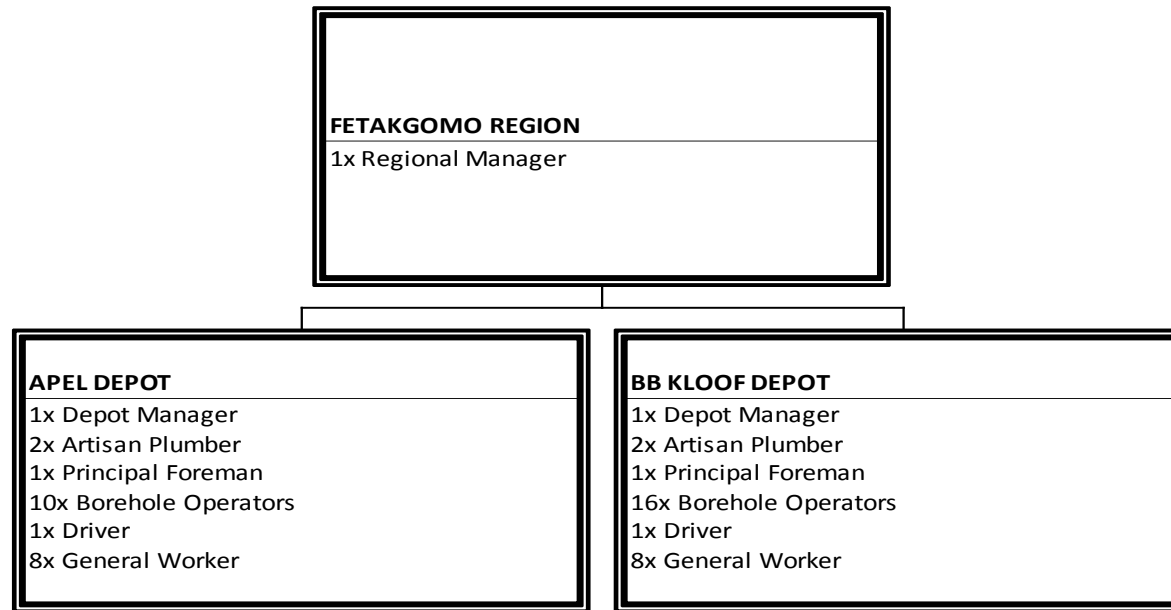 FETAKGOMO REGION
1x Regional Manager
APEL DEPOT
1x Depot Manager
2x Artisan Plumber
1x Principal Foreman
10x Borehole Operators
1x Driver
8x General Worker
BB KLOOF DEPOT
1x Depot Manager
2x Artisan Plumber
1x Principal Foreman
16x Borehole Operators
1x Driver
8x General Worker